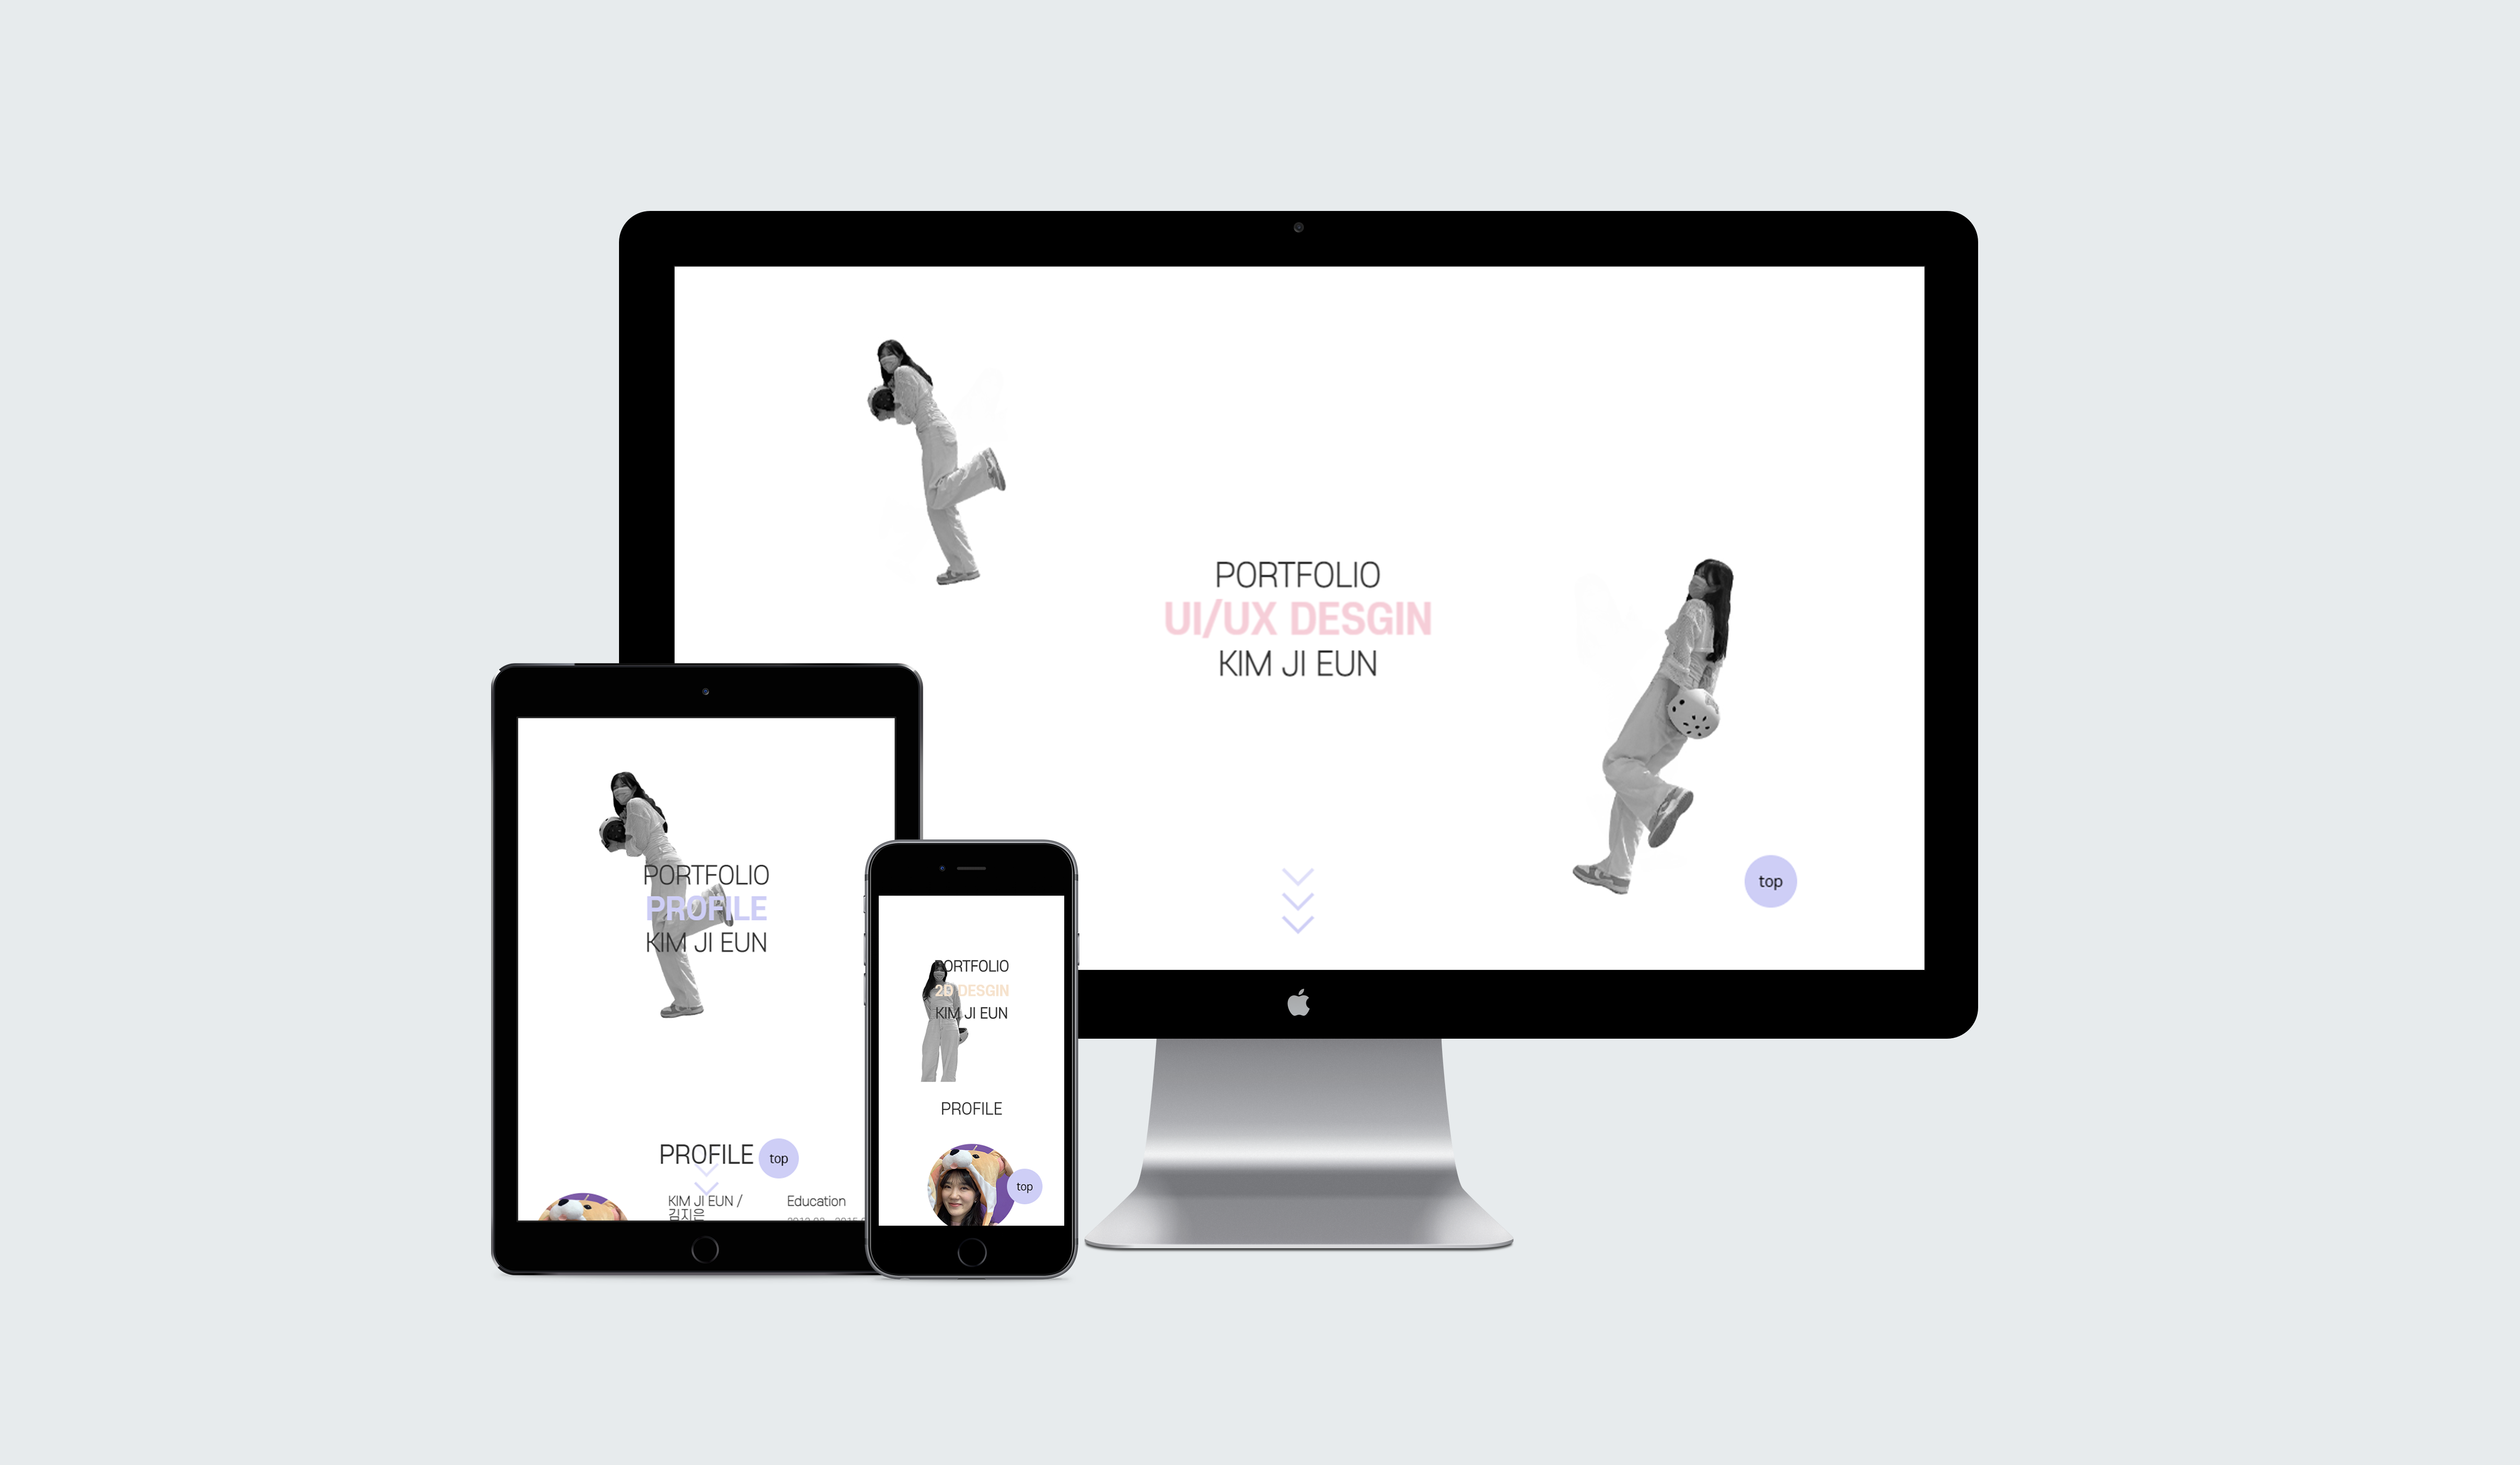 PORTFOLIO
UI/UX DESGIN
KIM JI EUN
top
PORTFOLIO
PROFILE
KIM JI EUN
PROFILE
top
KIM JI EUN /
김지은
Education
PORTFOLIO
2D DESGIN
KIM JI EUN
PROFILE
top